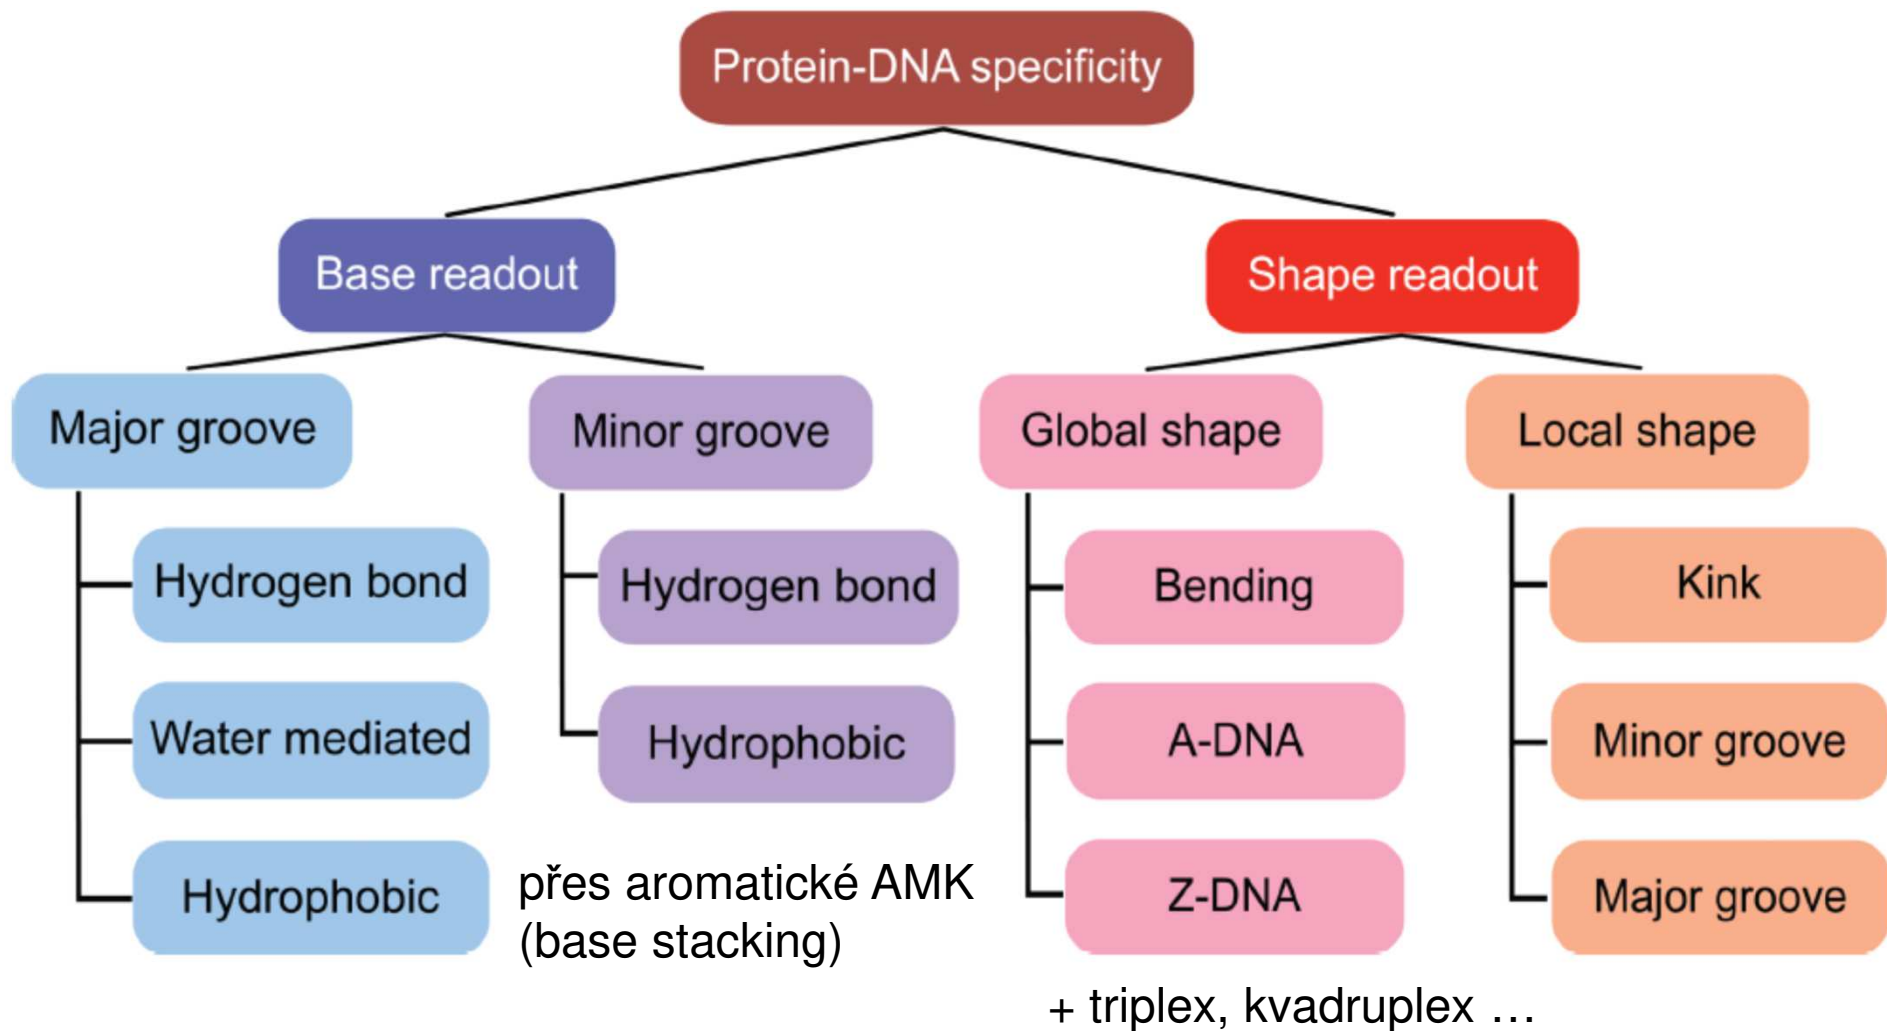 Protein-DNA specificity
Base readout
Shape readout
Major groove
Minor groove
Global shape
Local shape
Hydrogen bond
Water mediated
Hydrophobic
Hydrogen bond
Hydrophobic
přes aromatické AMK
(base stacking)
Bending
A-DNA
Z-DNA
+ triplex, kvadruplex …
Kink
Minor groove
Major groove